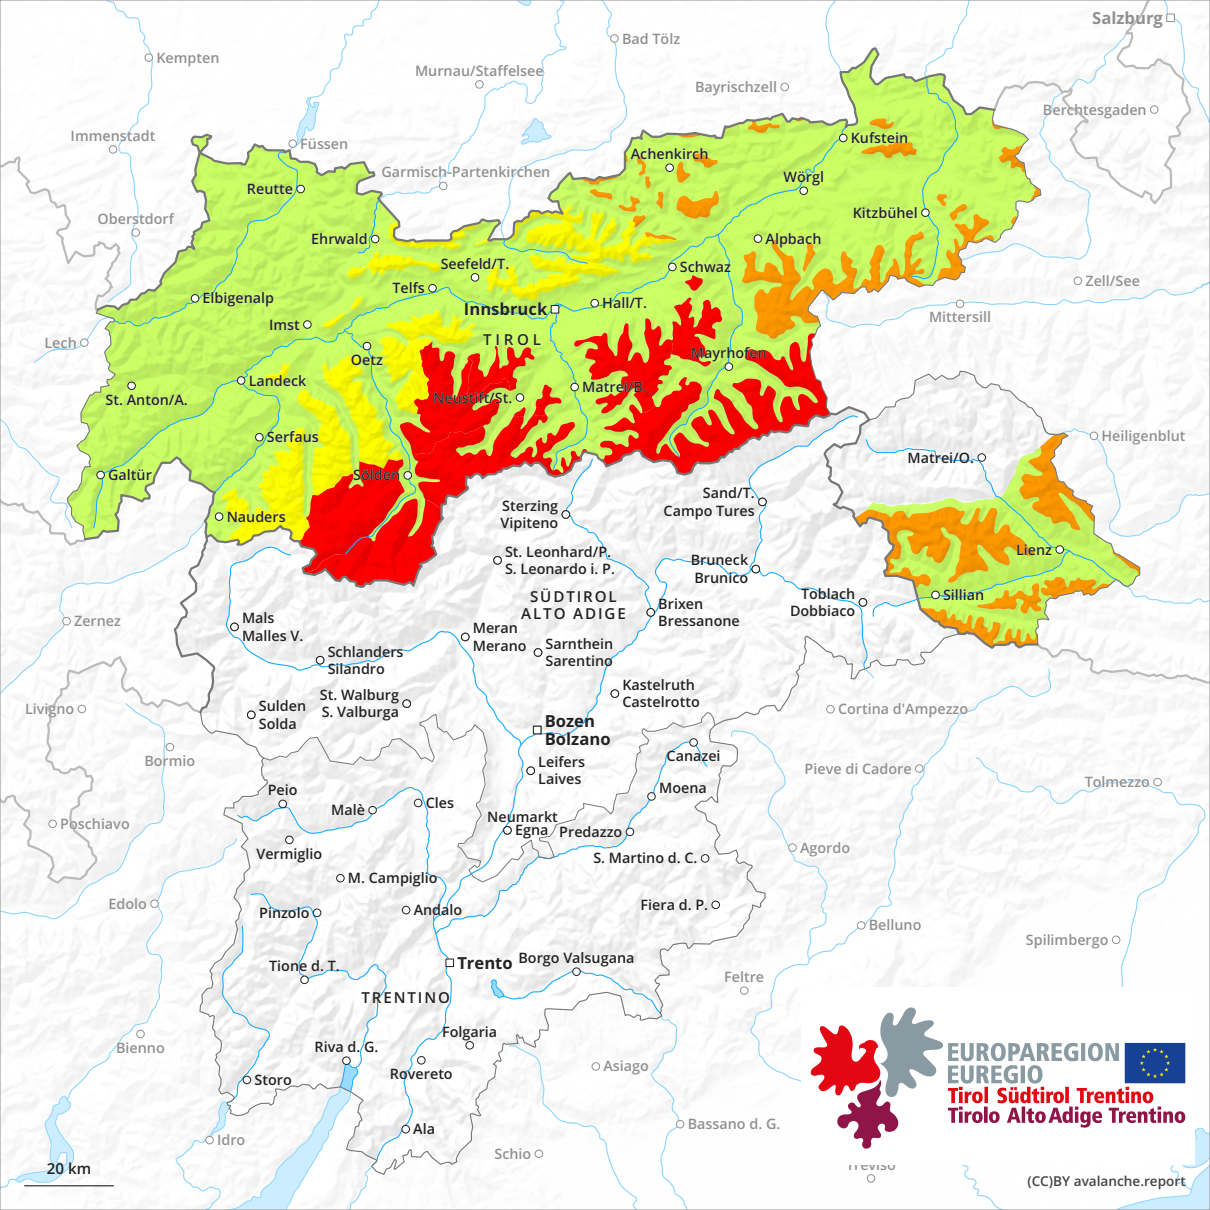 Salzburg
Bad Tölz
Kempten
Murnau/Staffelsee
Bayrischzell
Berchtesgaden
Immenstadt
Füssen
Kufstein
Achenkirch
Garmisch-Partenkirchen
Wörgl
Reutte
Oberstdorf
Kitzbühel
Ehrwald
Alpbach
Seefeld/T.
Schwaz
Zell/See
Telfs
Elbigenalp
Hall/T.
Innsbruck
Mittersill
Imst
TIROL
Lech
Mayrhofen
Oetz
Landeck
Matrei/B.
St. Anton/A.
Neustift/St.
Serfaus
Heiligenblut
Matrei/O.
Galtür
Sölden
Sand/T.
Campo Tures
Sterzing
Vipiteno
Nauders
Lienz
St. Leonhard/P.
S. Leonardo i. P.
Bruneck
Brunico
SÜDTIROL
ALTO ADIGE
Toblach
Dobbiaco
Sillian
Brixen
Bressanone
Zernez
Mals
Malles V.
Meran
Merano
Sarnthein
Sarentino
Schlanders
Silandro
Kastelruth
Castelrotto
St. Walburg
S. Valburga
Sulden
Solda
Livigno
Cortina d'Ampezzo
Bozen
Bolzano
Bormio
Canazei
Leifers
Laives
Pieve di Cadore
Tolmezzo
Peio
Moena
Malè
Cles
Neumarkt
Egna
Predazzo
Poschiavo
Vermiglio
Agordo
S. Martino d. C.
M. Campiglio
Edolo
Pinzolo
Andalo
Fiera d. P.
Belluno
Spilimbergo
Trento
Borgo Valsugana
Tione d. T.
Feltre
TRENTINO
Folgaria
Bienno
Riva d. G.
Rovereto
Asiago
Storo
EUROPAREGION
EUREGIO
Tirol Südtirol Trentino
Tirolo Alto Adige Trentino
Ala
Bassano d. G.
Idro
Schio
Treviso
20 km
(CC)BY avalanche.report